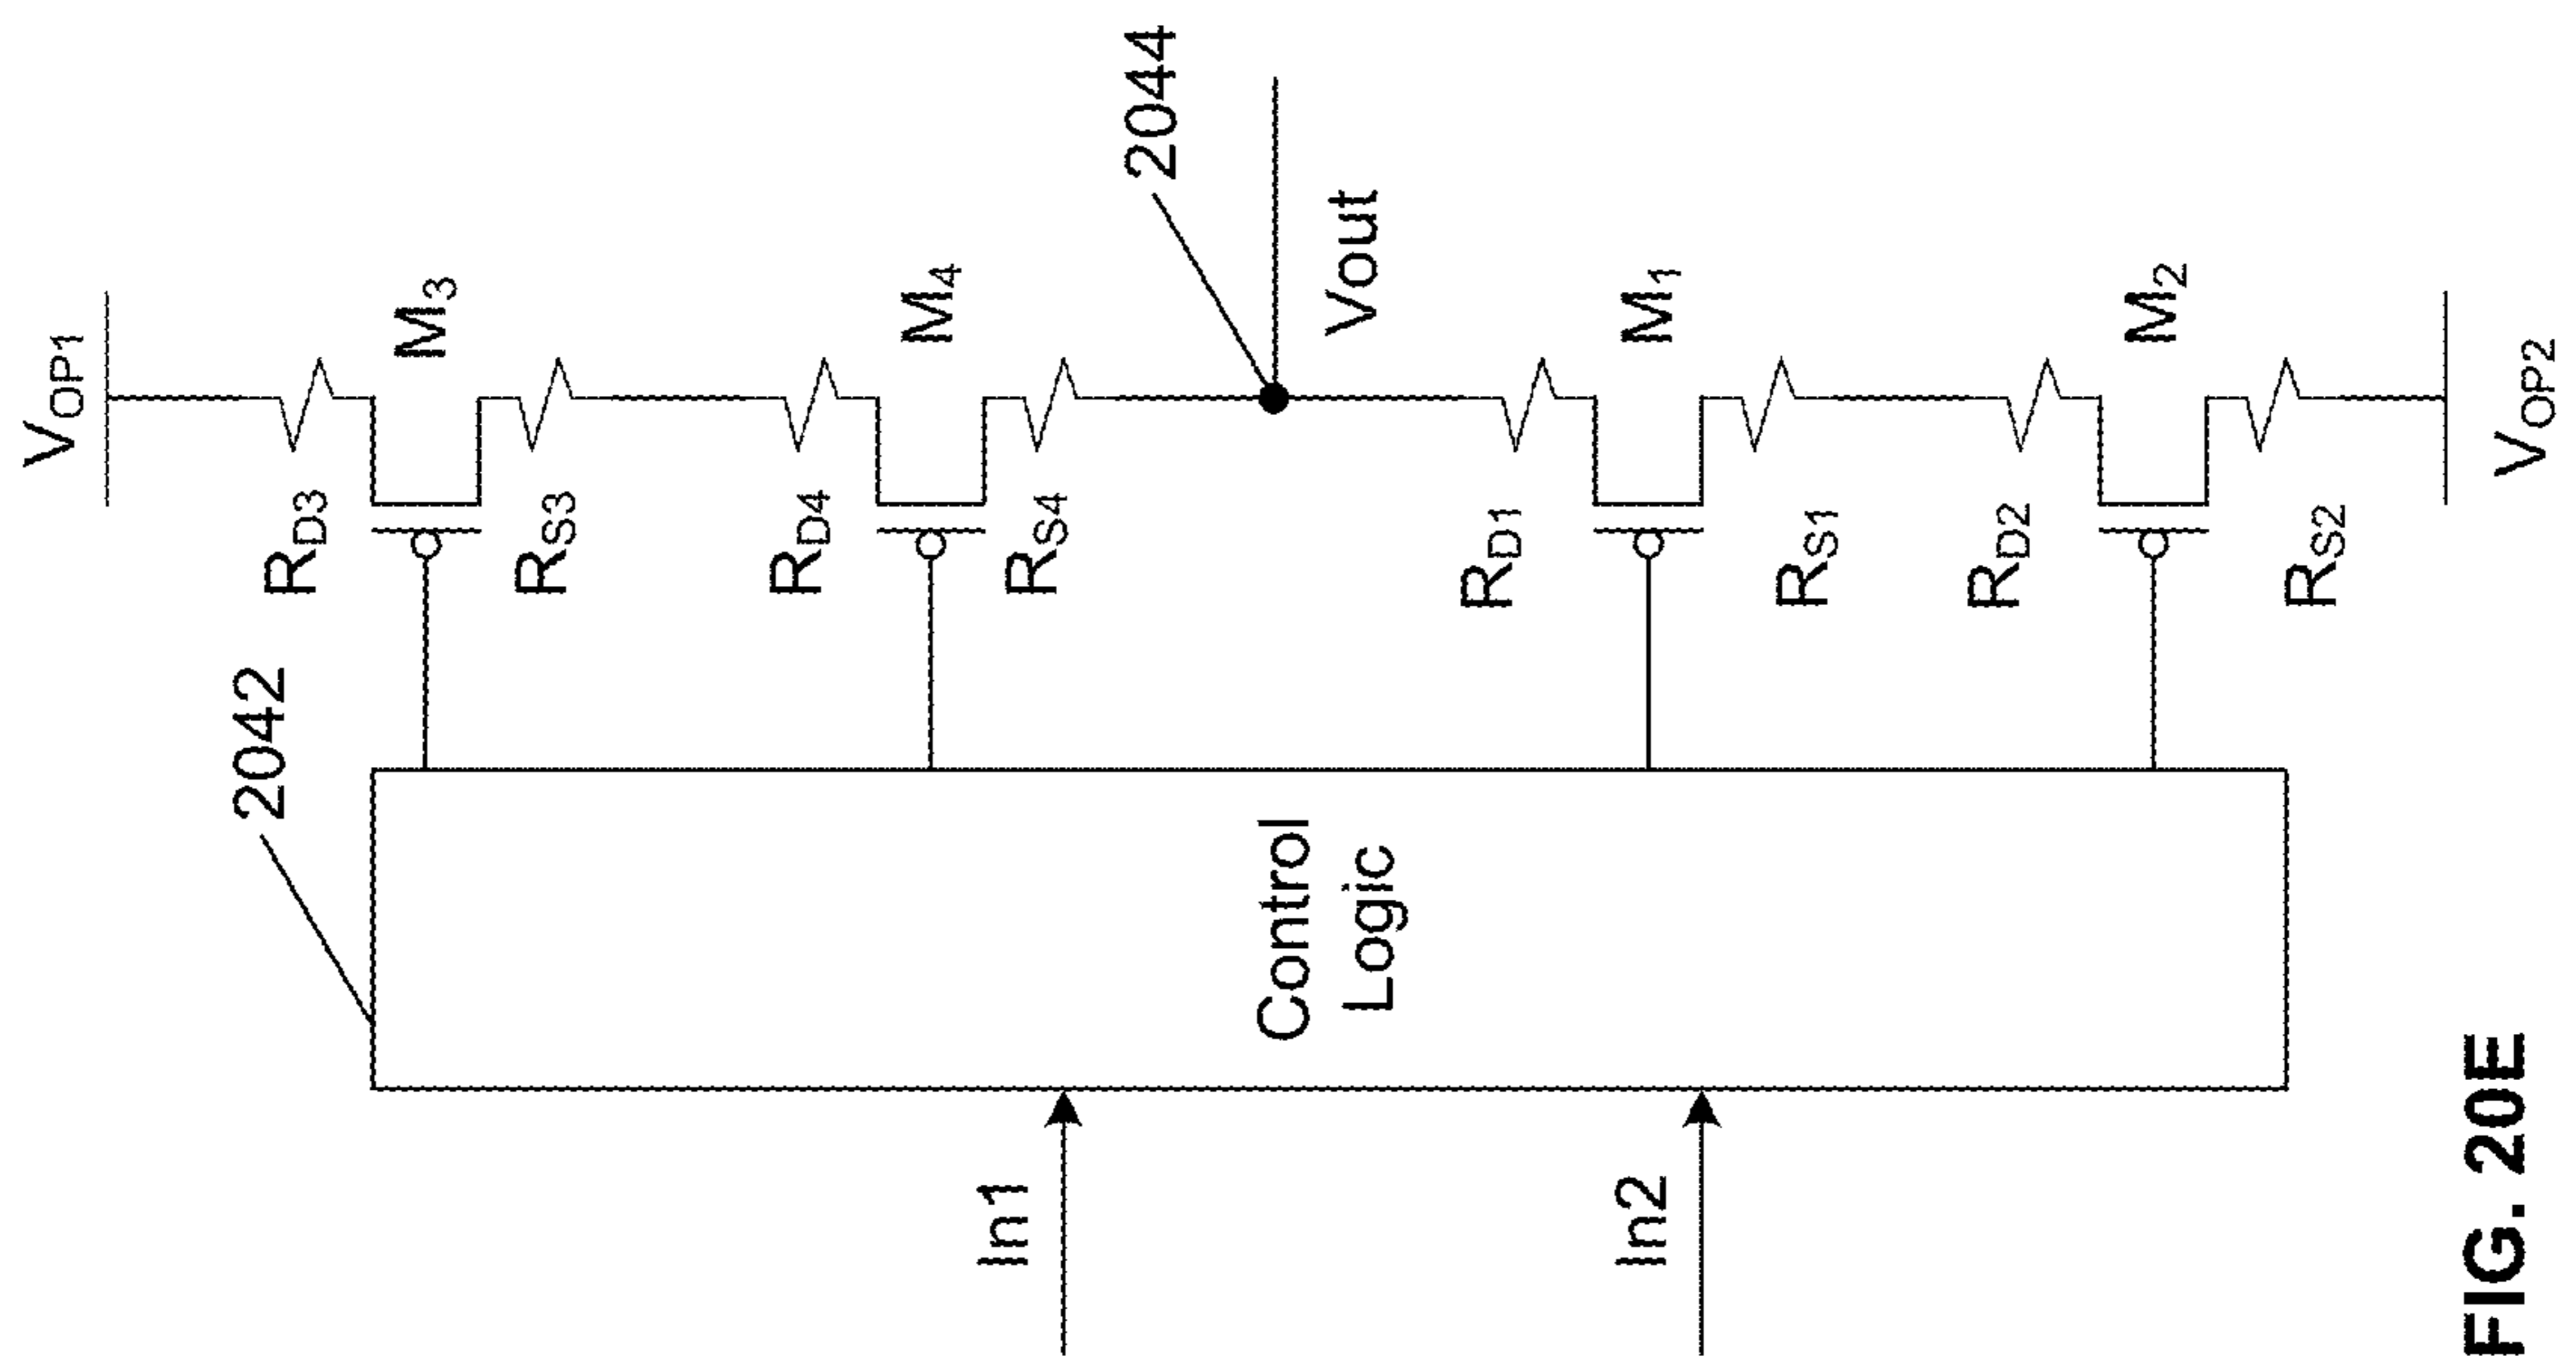 V_OP1
2042
R_D3
M_3
R_S3
R_D4
M_4
In1
R_S4
2044
Control
Logic
Vout
R_D1
In2
M_1
R_S1
R_D2
M_2
R_S2
V_OP2
FIG. 20E